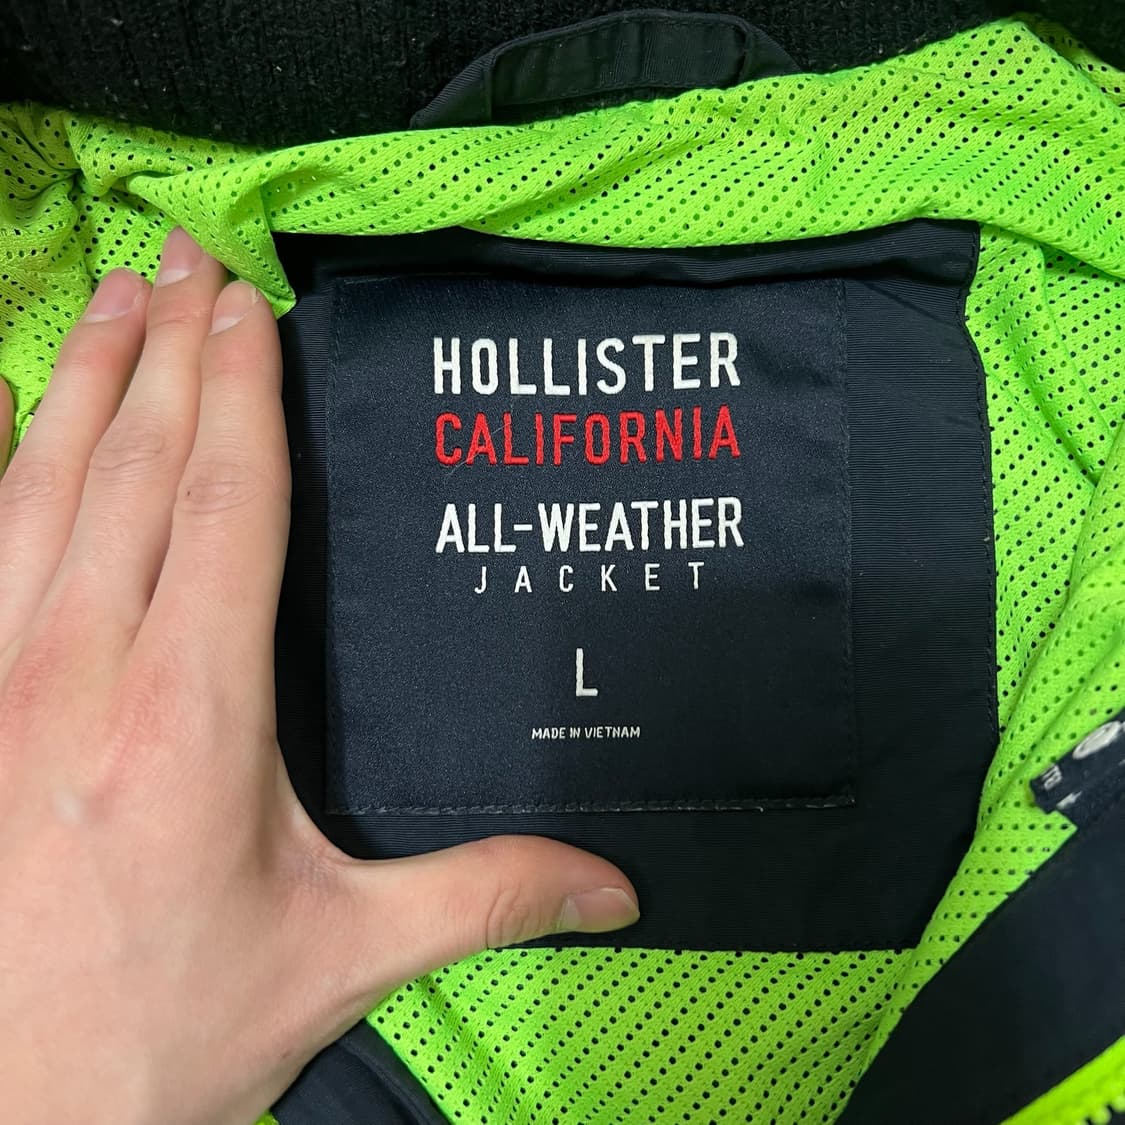 HOLLISTER
CALIFORNIA
ALL-WEATHER
JACKET
L
MADE IN VIETNAM